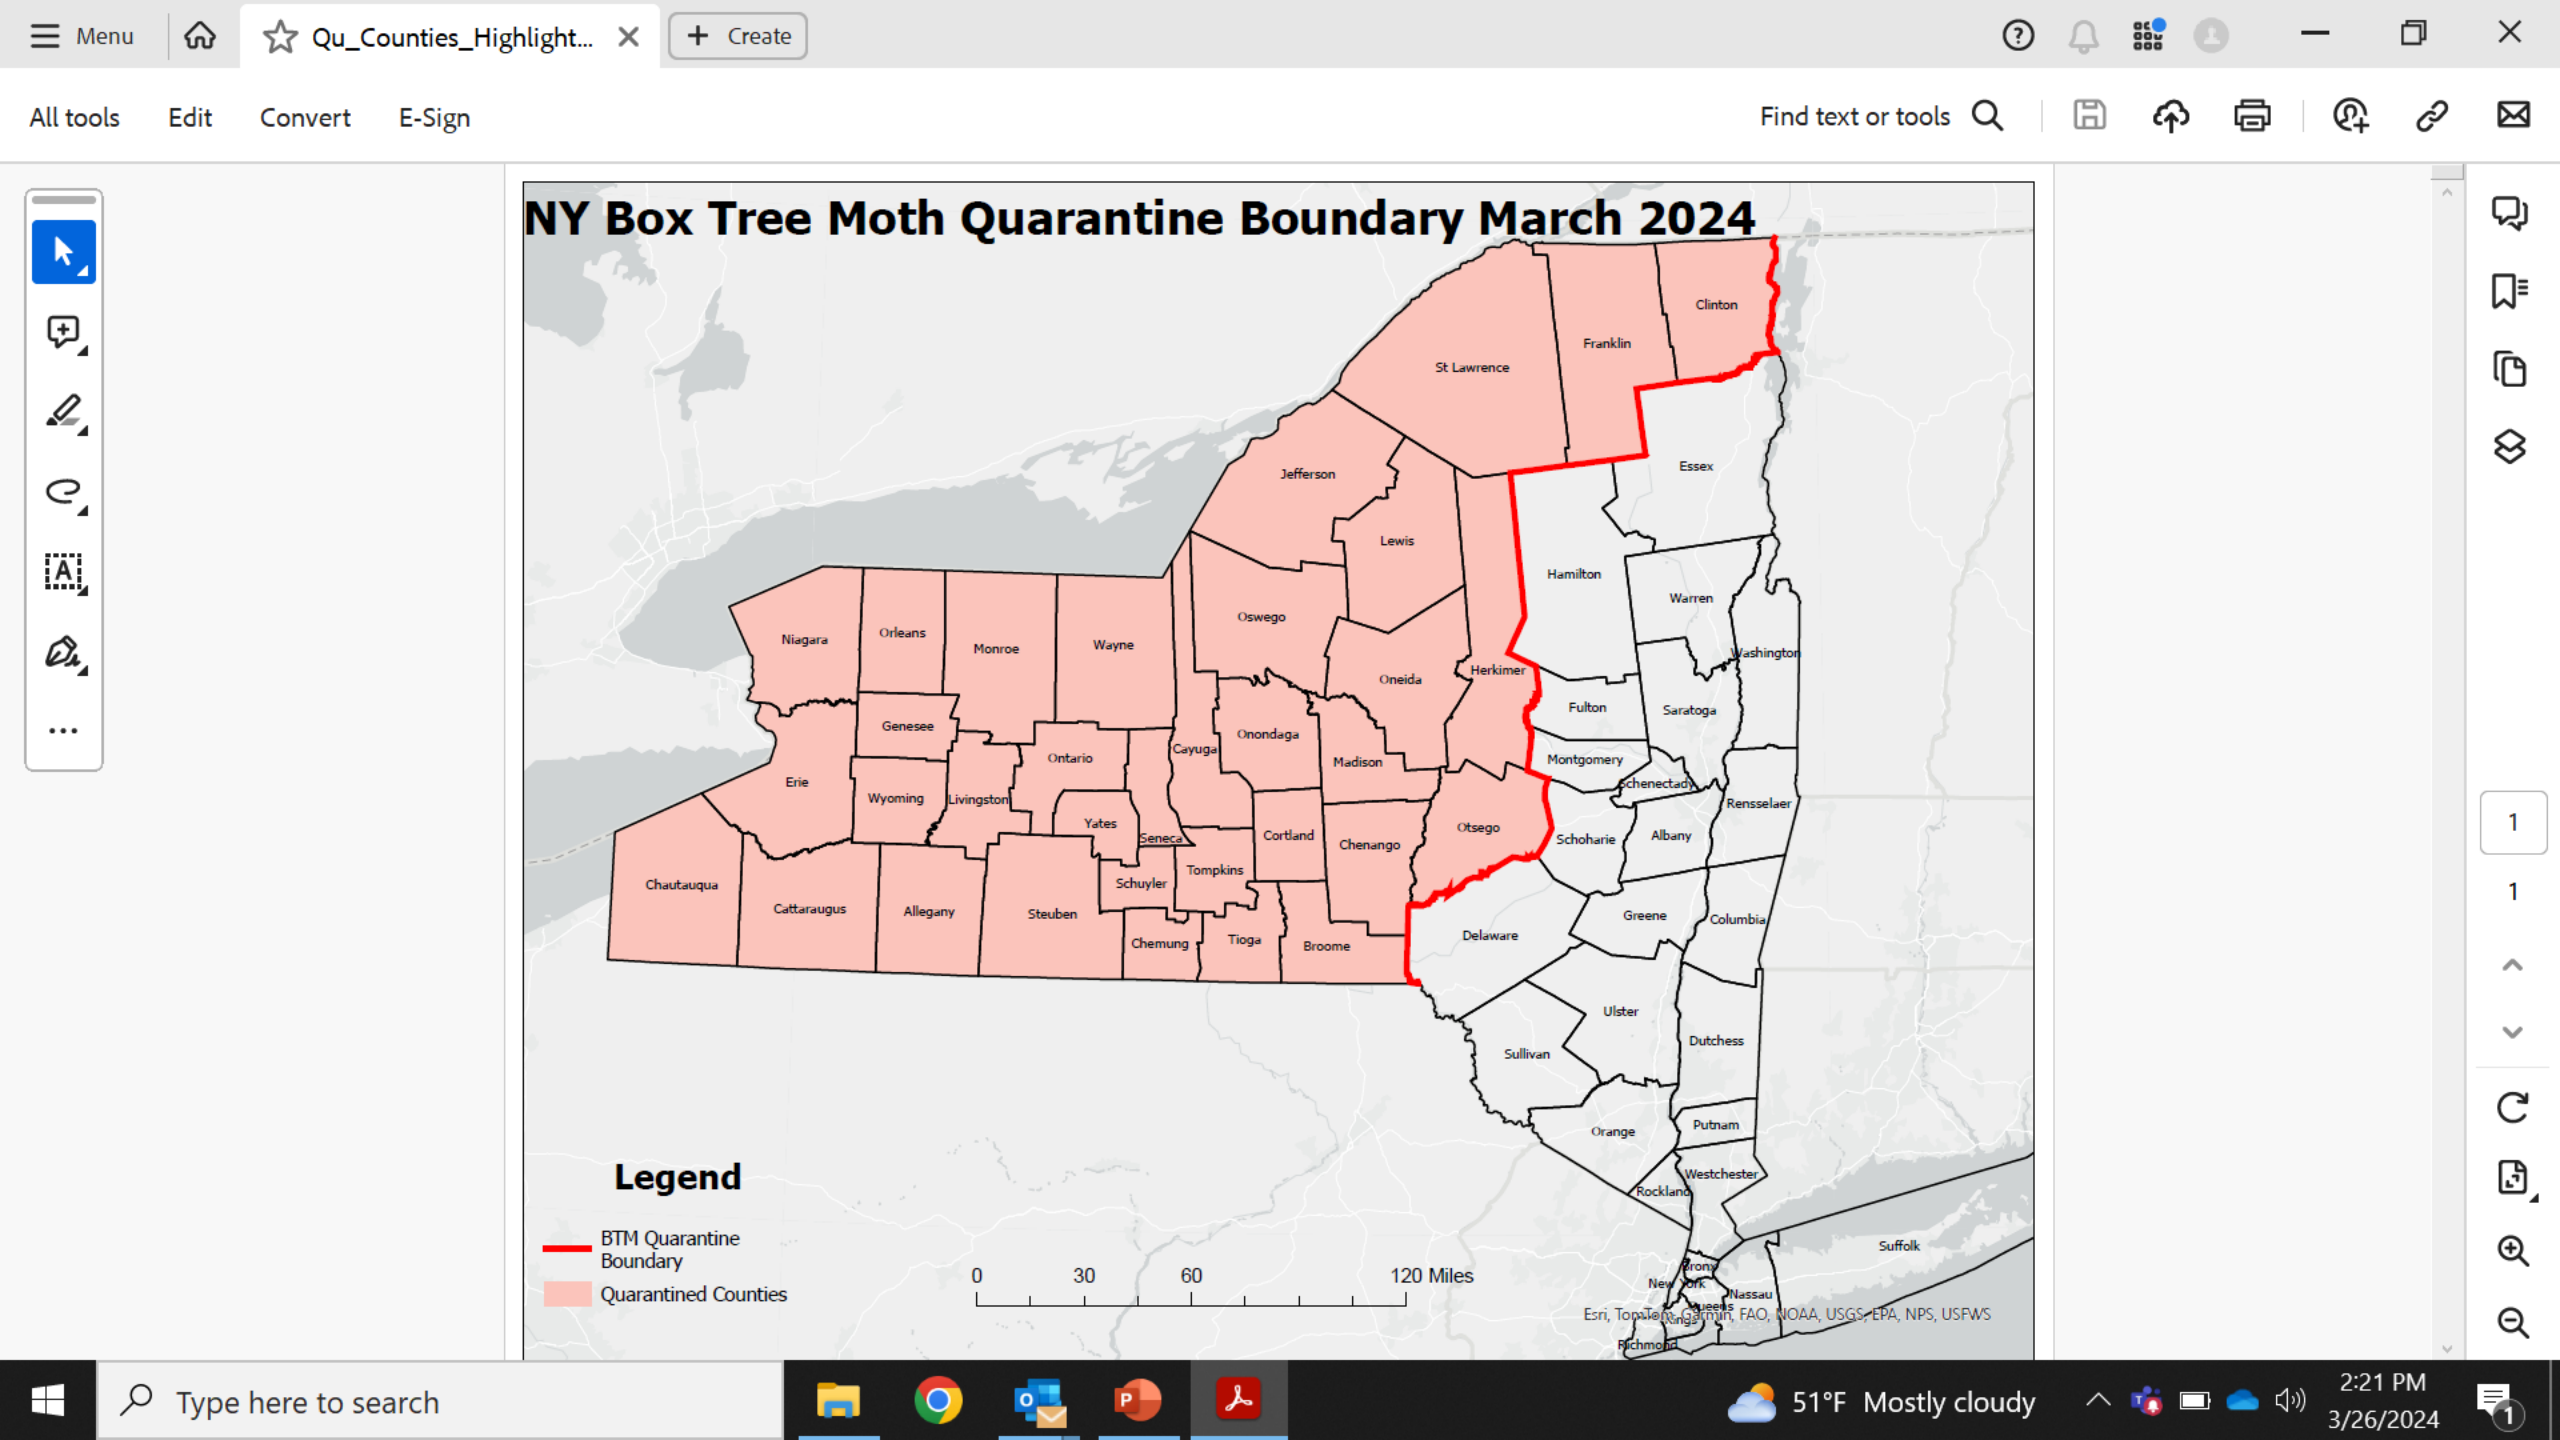 Menu
Qu_Counties_Highlight...
Create
All tools
Edit
Convert
E-Sign
Find text or tools
NY Box Tree Moth Quarantine Boundary March 2024
Clinton
Franklin
St Lawrence
Essex
Jefferson
Lewis
Hamilton
Warren
Oswego
Niagara
Orleans
Monroe
Wayne
Washington
Herkimer
Oneida
Fulton
Saratoga
Genesee
Onondaga
Cayuga
Ontario
Madison
Montgomery
Erie
Schenectady
Wyoming
Livingston
Rensselaer
Yates
Otsego
Seneca
Cortland
Chenango
Schoharie
Albany
Tompkins
Chautauqua
Schuyler
Cattaraugus
Allegany
Steuben
Greene
Columbia
Delaware
Tioga
Chemung
Broome
Ulster
Dutchess
Sullivan
Putnam
Orange
Westchester
Rockland
Suffolk
Bronx
New York
Nassau
Queens
Kings
Richmond
Legend
BTM Quarantine
Boundary
Quarantined Counties
0 30 60 120 Miles
Esri, TomTom, Garmin, FAO, NOAA, USGS, EPA, NPS, USFWS
1
1
Type here to search
51°F Mostly cloudy
2:21 PM
3/26/2024
1